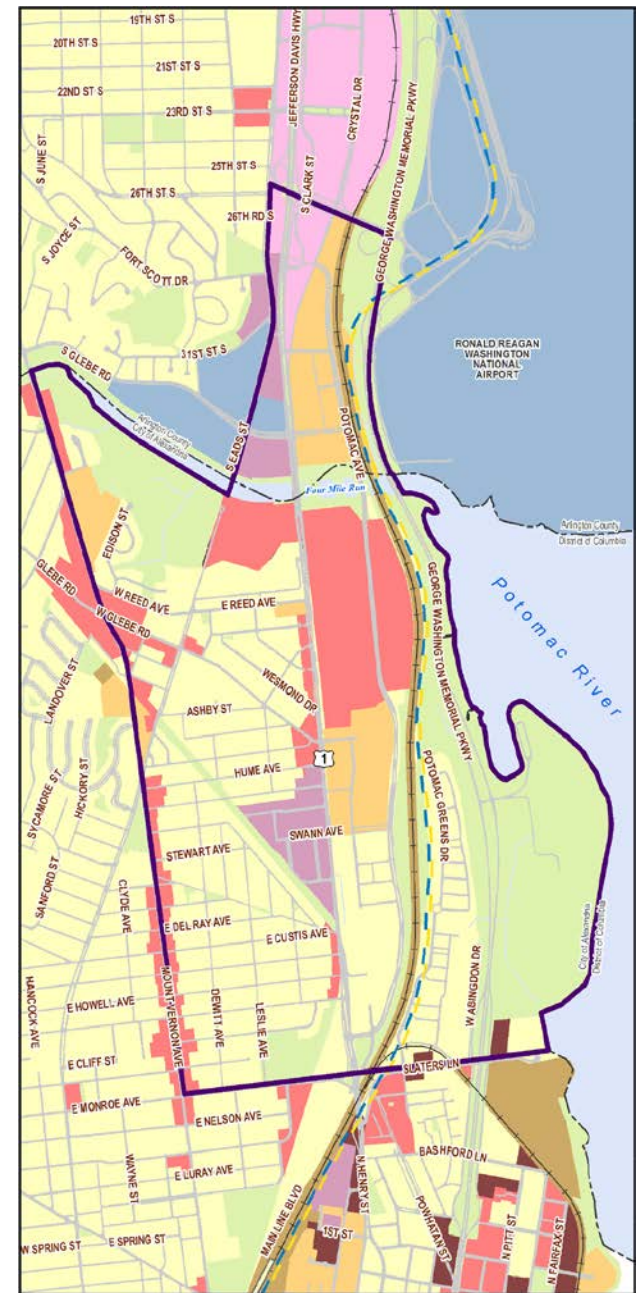 19TH ST S
20TH ST S
21ST ST S
22ND ST S
23RD ST S
JEFFERSON DAVIS HWY
CRYSTAL DR
S CLARK ST
GEORGE WASHINGTON MEMORIAL PKWY
S JUNE ST
25TH ST S
26TH ST S
26TH RD S
S JOYCE ST
FORT SCOTT DR
31ST ST S
S GLEBE RD
RONALD REAGAN
WASHINGTON
NATIONAL
AIRPORT
Arlington County
City of Alexandria
S EADS ST
POTOMAC AVE
Four Mile Run
Arlington County
District of Columbia
EDISON ST
GLEBE RD
W REED AVE
W GLEBE RD
E REED AVE
GEORGE WASHINGTON MEMORIAL PKWY
Potomac River
LANDOVER ST
WESMOND DR
ASHBY ST
1
SYCAMORE ST
HICKORY ST
HUME AVE
POTOMAC GREENS DR
SANFORD ST
SWANN AVE
STEWART AVE
CLYDE AVE
E DEL RAY AVE
E CUSTIS AVE
City of Alexandria
District of Columbia
HANCOCK AVE
MOUNT VERNON AVE
W ABINGDON DR
E HOWELL AVE
DEWITT AVE
LESLIE AVE
E CLIFF ST
SLATERS LN
E MONROE AVE
E NELSON AVE
BASHFORD LN
WAYNE ST
E LURAY AVE
MAIN LINE BLVD
N HENRY ST
POWHATAN ST
N PITT ST
N FAIRFAX ST
1ST ST
W SPRING ST
E SPRING ST